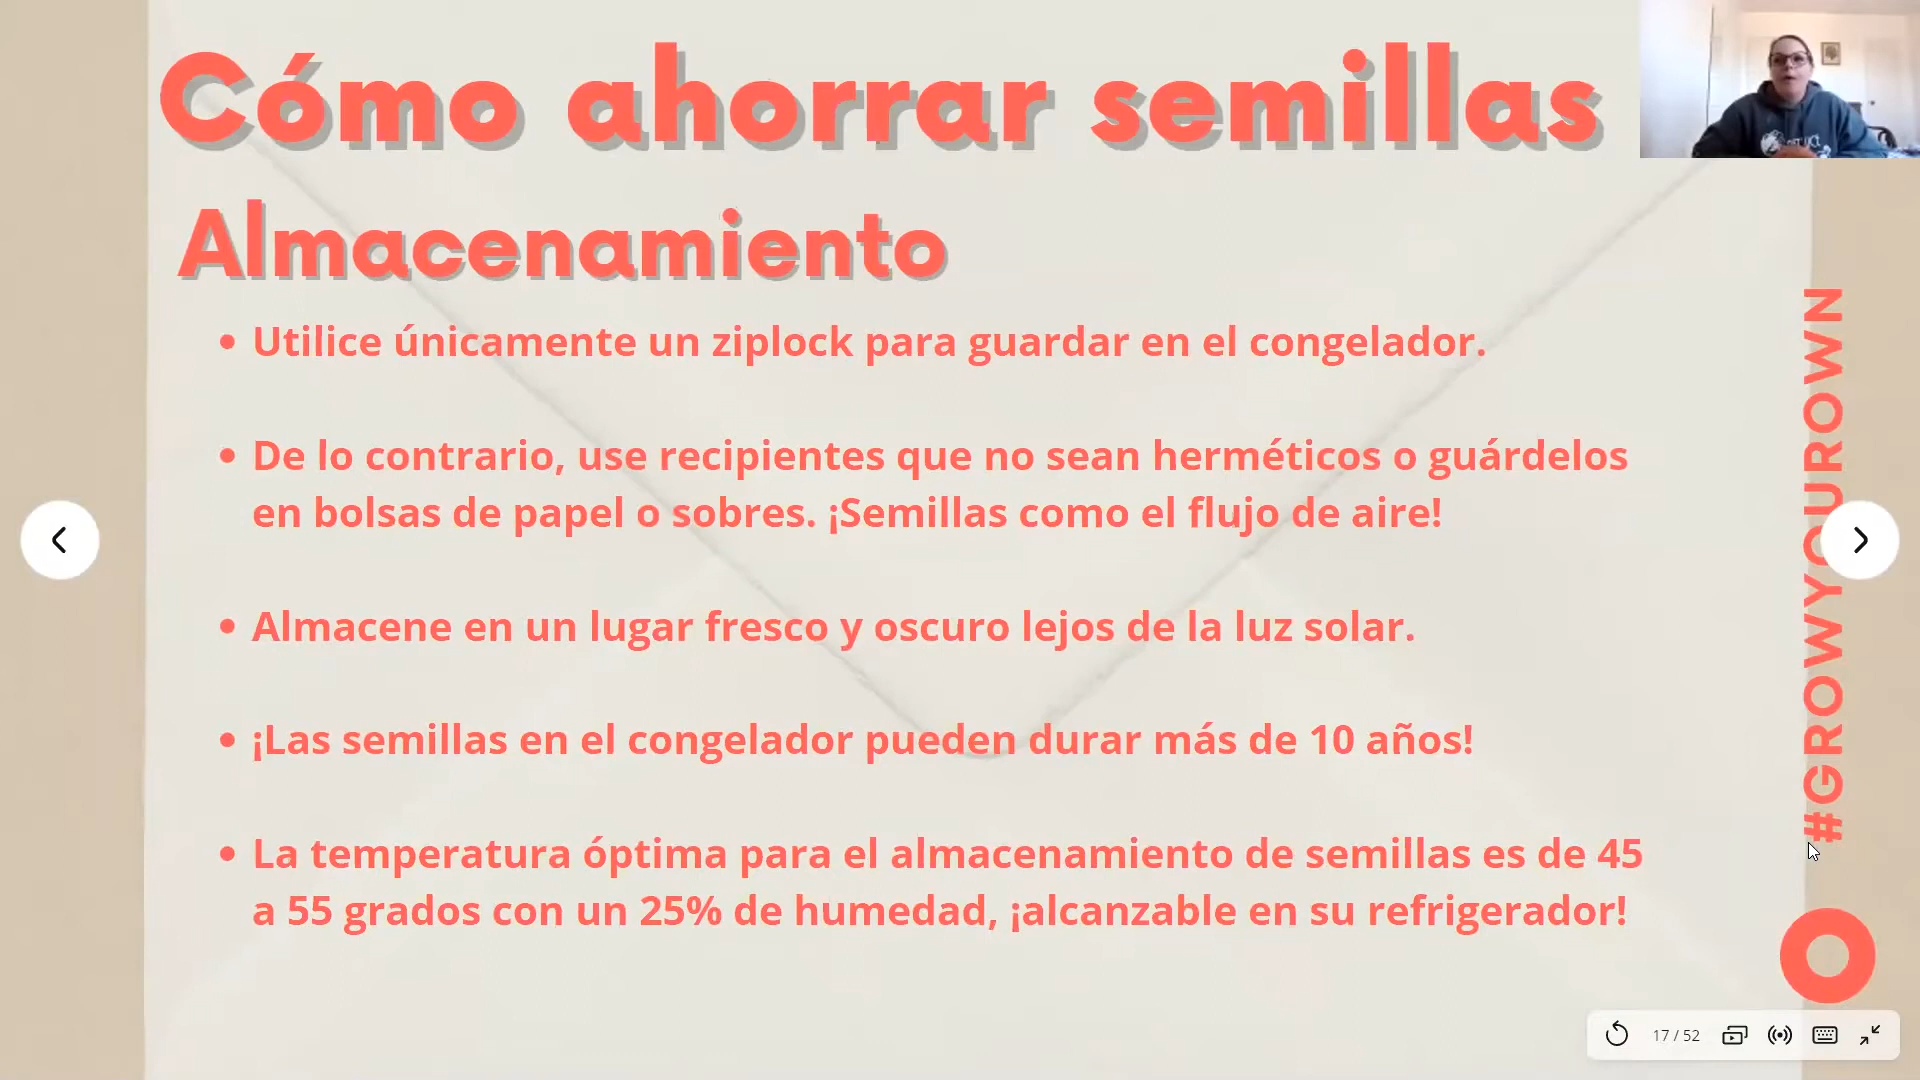 Cómo ahorrar semillas
Almacenamiento
• Utilice únicamente un ziplock para guardar en el congelador.
• De lo contrario, use recipientes que no sean herméticos o guárdelos
en bolsas de papel o sobres. ¡Semillas como el flujo de aire!
• Almacene en un lugar fresco y oscuro lejos de la luz solar.
• ¡Las semillas en el congelador pueden durar más de 10 años!
• La temperatura óptima para el almacenamiento de semillas es de 45
a 55 grados con un 25% de humedad, ¡alcanzable en su refrigerador!
#GROWYOUROWN
17 / 52